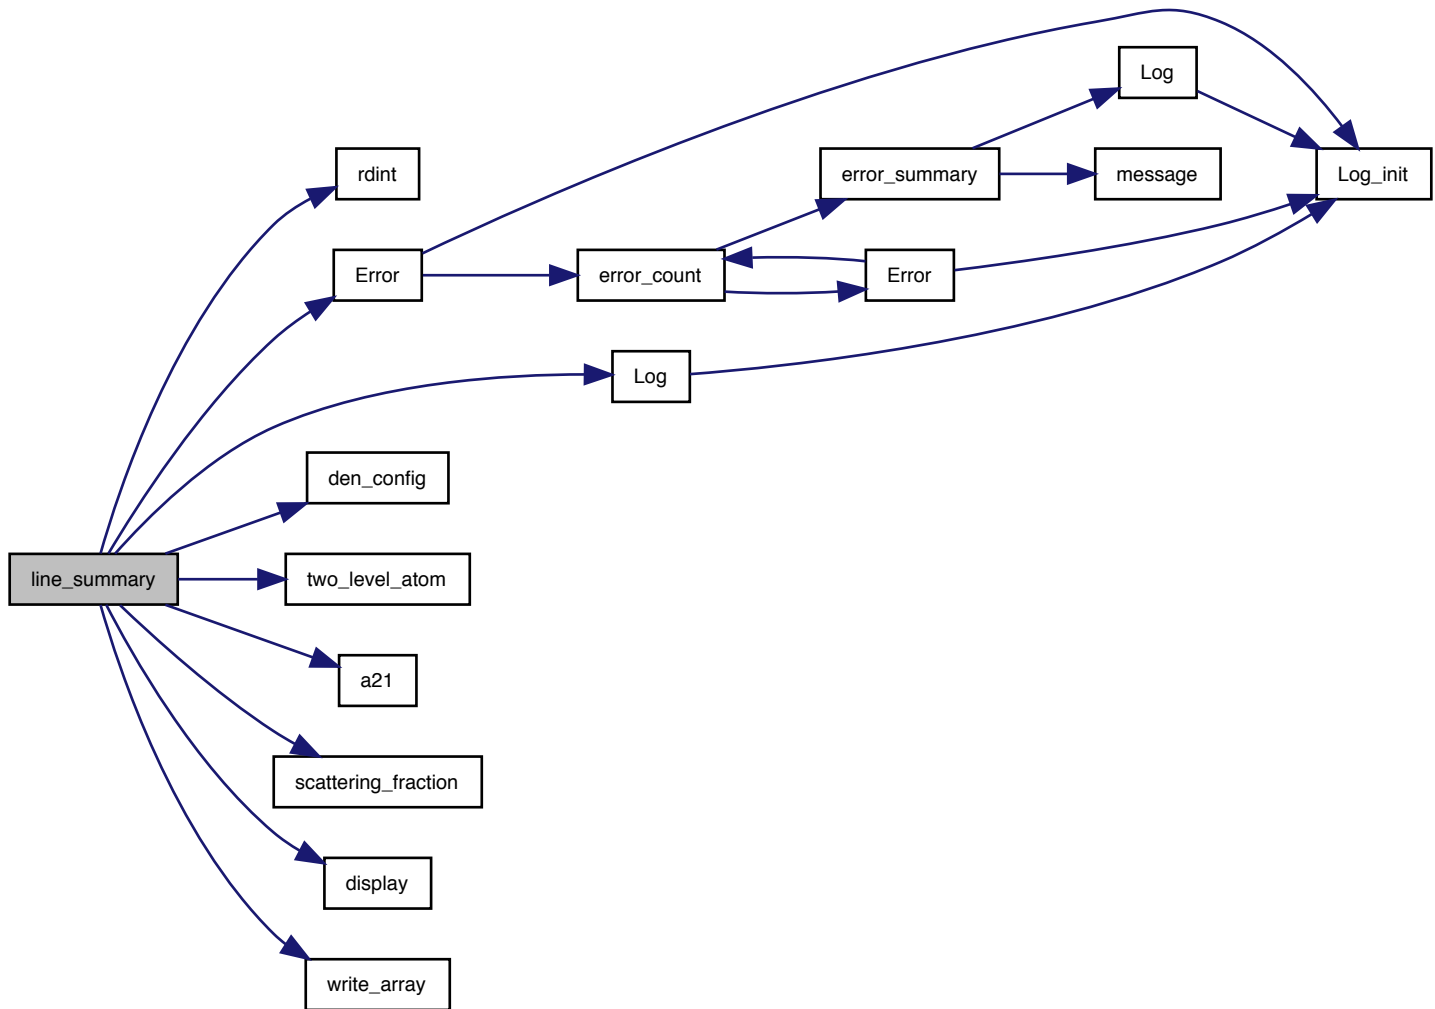 Log
rdint
error_summary
message
Log_init
Error
error_count
Error
Log
den_config
line_summary
two_level_atom
a21
scattering_fraction
display
write_array